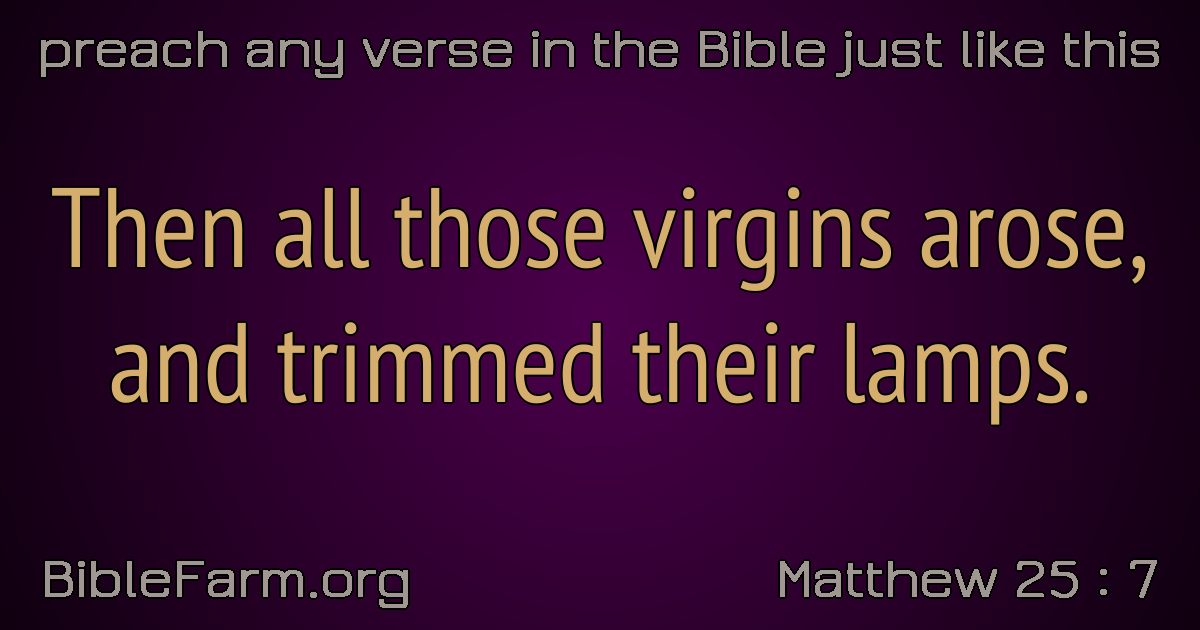 preach any verse in the Bible just like this
Then all those virgins arose,
and trimmed their lamps.
BibleFarm.org
Matthew 25 : 7